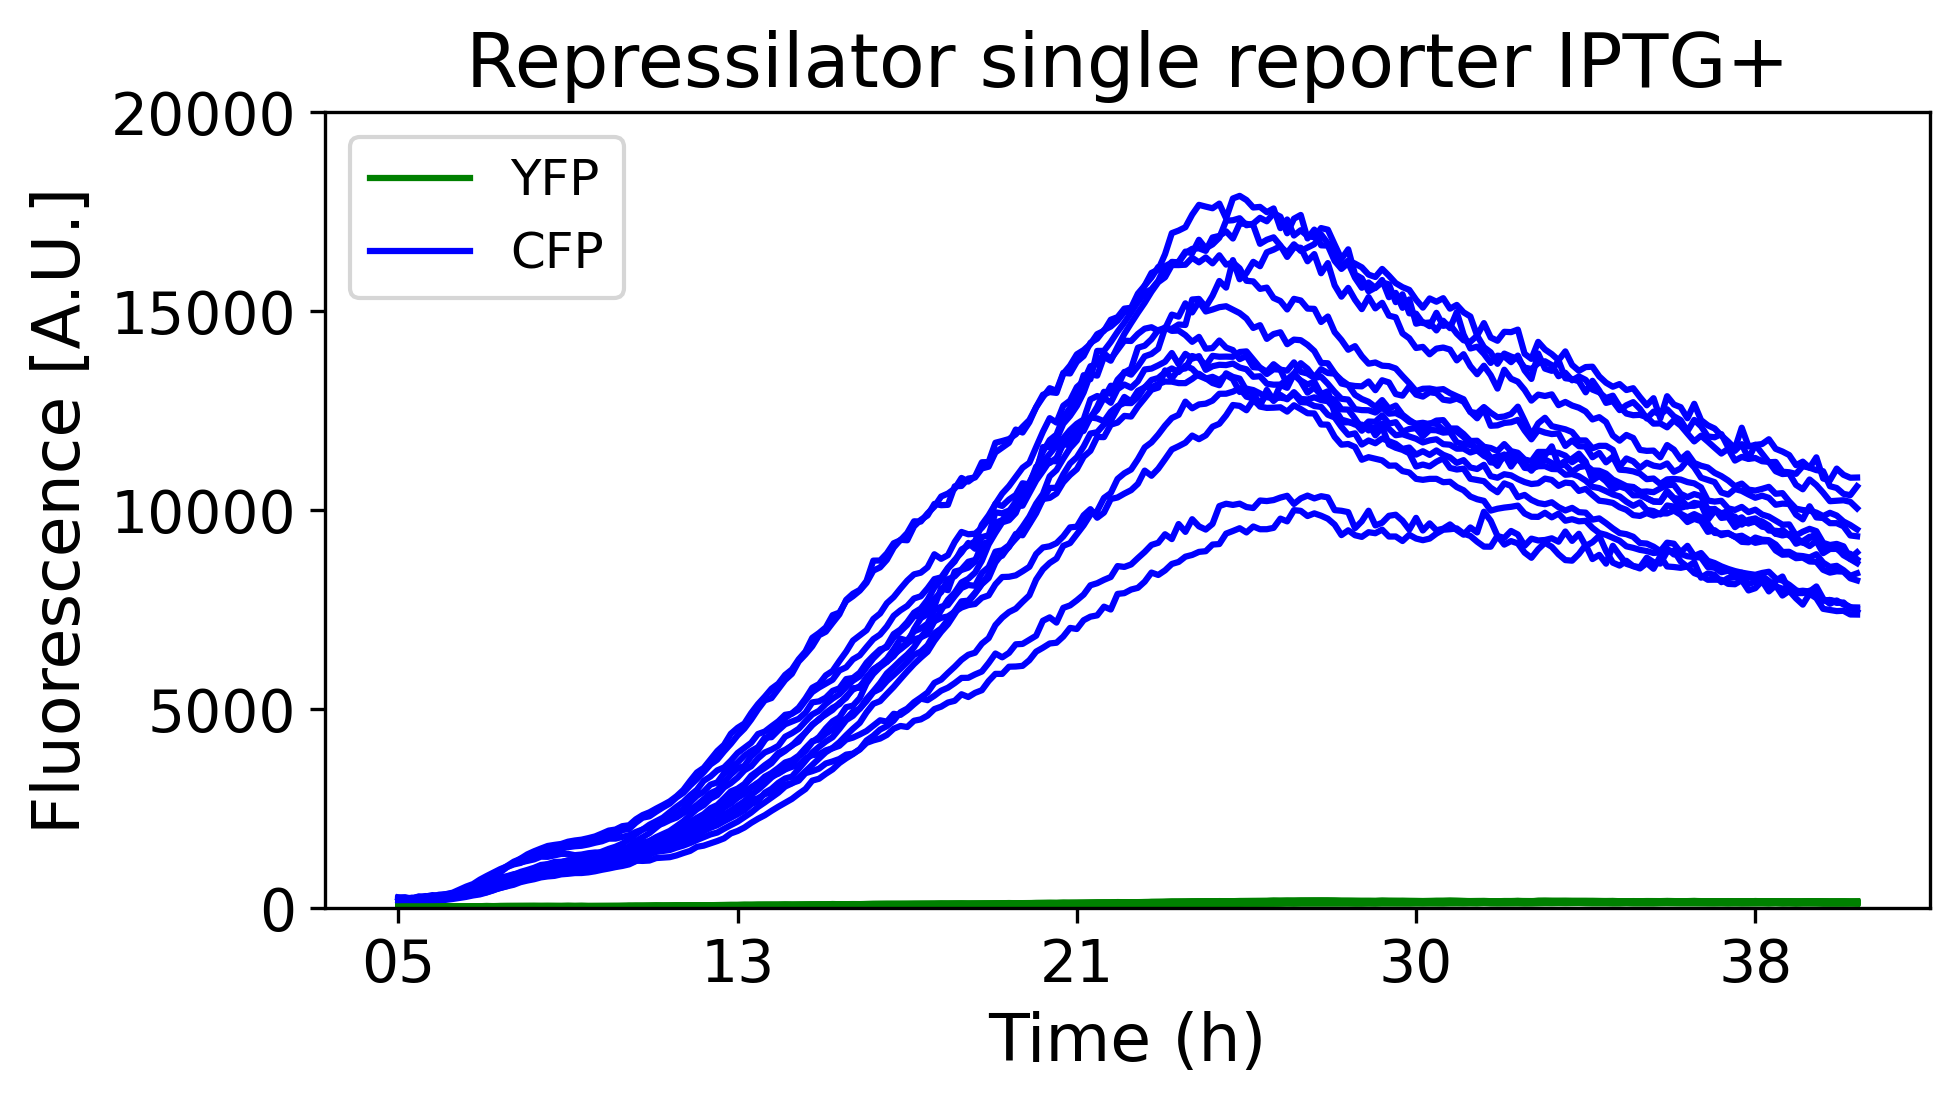 Repressilator single reporter IPTG+
20000
15000
10000
5000
0
Fluorescence [A.U.]
YFP
CFP
05 13 21 30 38
Time (h)